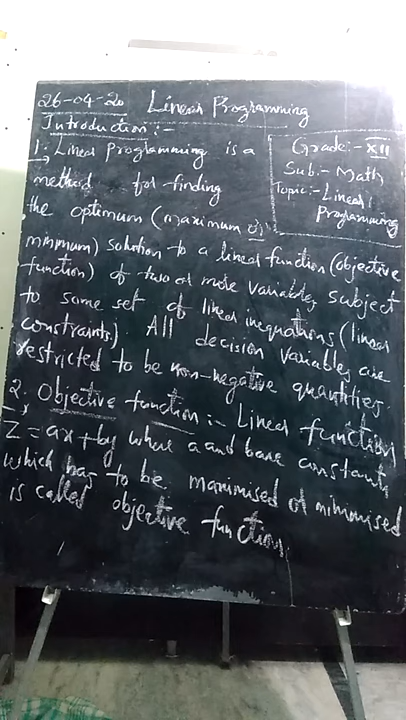 26-04-20 Linear Programming
Introduction:-
Grade:- XII
Sub:- Math
Topic:- Linear
Programming
1. Linear programming is a
method for finding
the optimum (maximum or
minimum) solution to a linear function (objective
function) of two or more variables subject
to some set of linear inequations (linear
constraints). All decision variables are
restricted to be non-negative quantities.
2. Objective function:- Linear function
Z = ax+by where a and b are constants,
which has to be maximised or minimised
is called objective function.